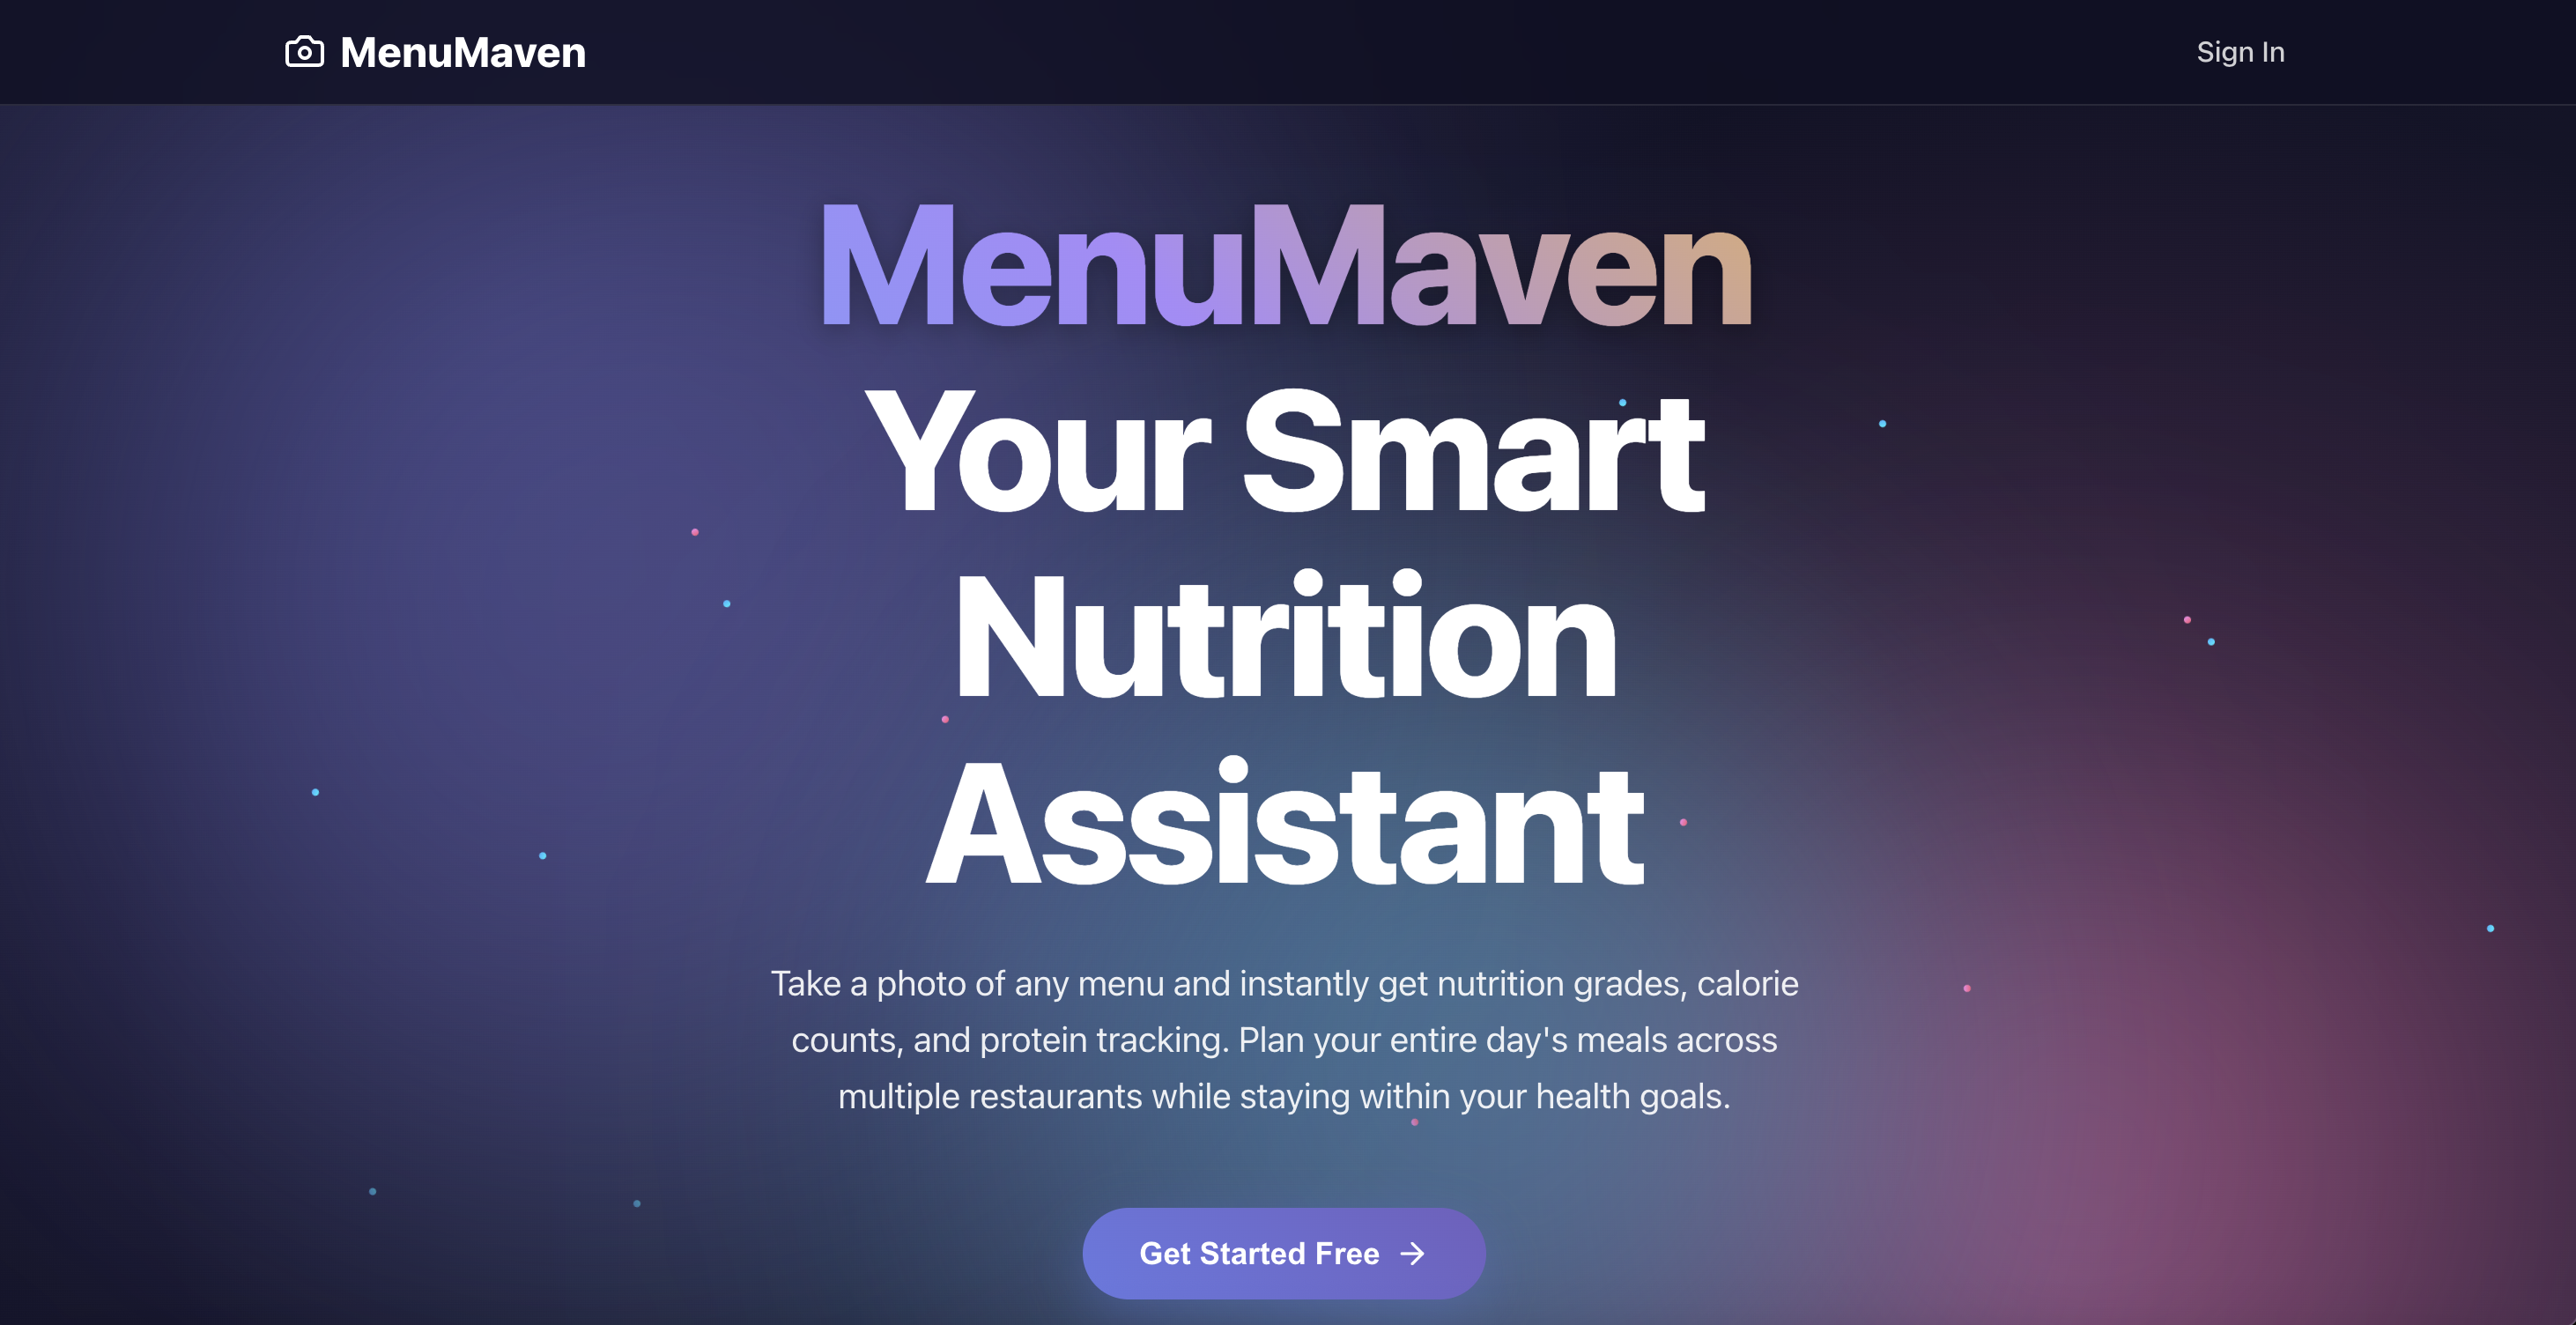 MenuMaven
Sign In
MenuMaven
Your Smart
Nutrition
Assistant
Take a photo of any menu and instantly get nutrition grades, calorie
counts, and protein tracking. Plan your entire day's meals across
multiple restaurants while staying within your health goals.
Get Started Free